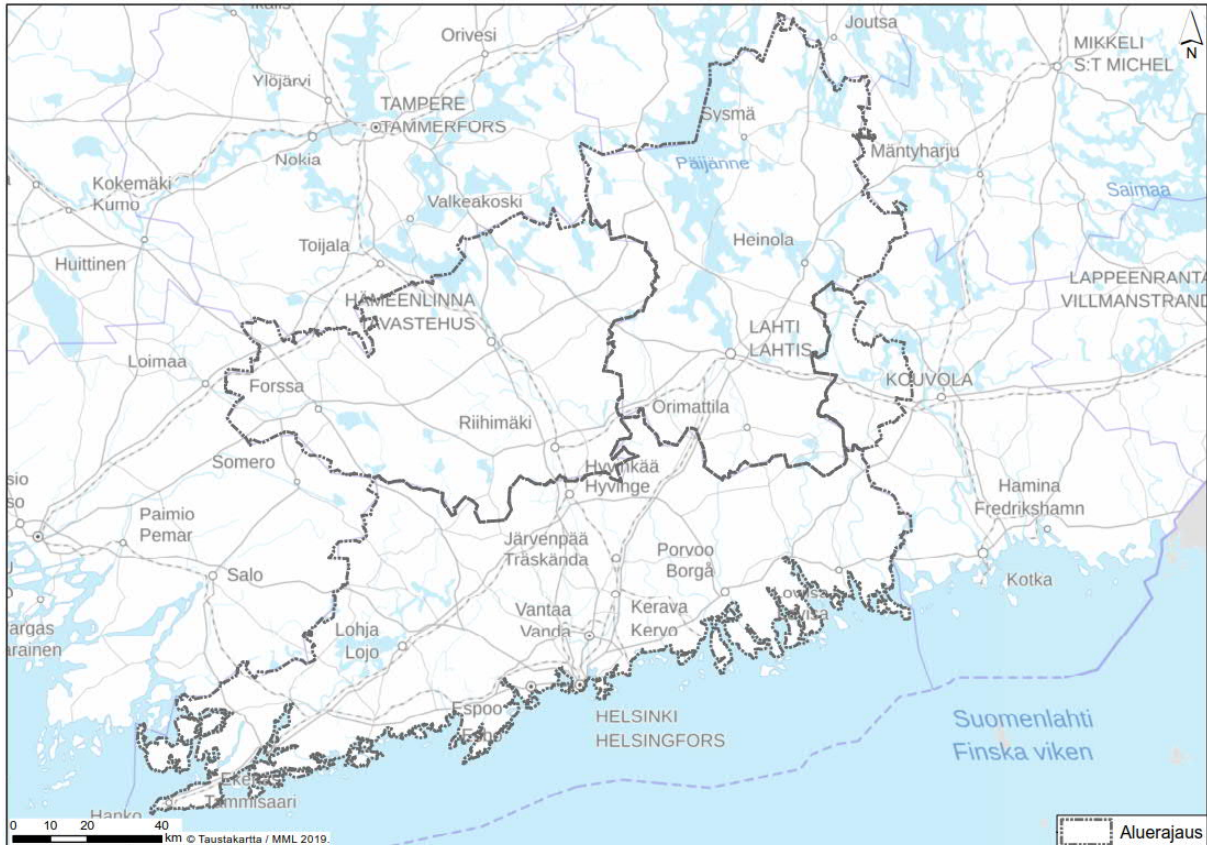 Orivesi
Joutsa
MIKKELI
S:T MICHEL
N
Ylöjärvi
TAMPERE
TAMMERFORS
Sysmä
Nokia
Päijänne
Mäntyharju
Kokemäki
Kumo
Valkeakoski
Saimaa
Toijala
Heinola
Huittinen
LAPPEENRANTA
VILLMANSTRAND
HÄMEENLINNA
TAVASTEHUS
LAHTI
LAHTIS
Loimaa
Forssa
KOUVOLA
Orimattila
Riihimäki
Somero
Hyvinkää
Hyvinge
Hamina
Fredrikshamn
Paimio
Pemar
Järvenpää
Träskända
Porvoo
Borgå
Salo
Kotka
Vantaa
Vanda
Kerava
Kervo
Lohja
Lojo
Espoo
Esbo
HELSINKI
HELSINGFORS
Suomenlahti
Finska viken
Tammisaari
Hanko
0 10 20 40
km © Taustakartta / MML 2019.
Aluerajaus